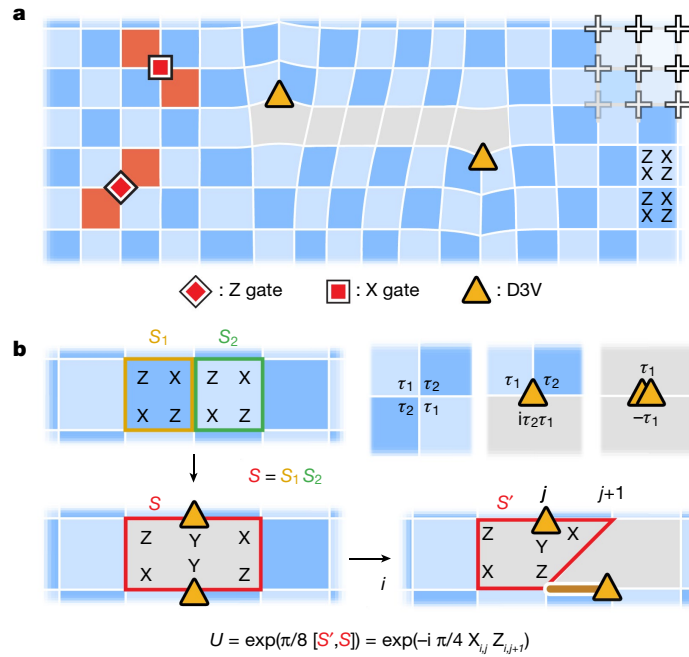 a
Z X
X Z
Z X
X Z
: Z gate : X gate : D3V
b
S₁ S₂
Z X Z X
X Z X Z
τ₁ τ₂
τ₂ τ₁
τ₁ τ₂
iτ₂τ₁
τ₁
−τ₁
S = S₁ S₂
S
Z Y X
X Y Z
i
S′ j j+1
Z Y X
X Z
U = exp(π/8 [S′,S]) = exp(−i π/4 Xᵢ,ⱼ Zᵢ,ⱼ₊₁)